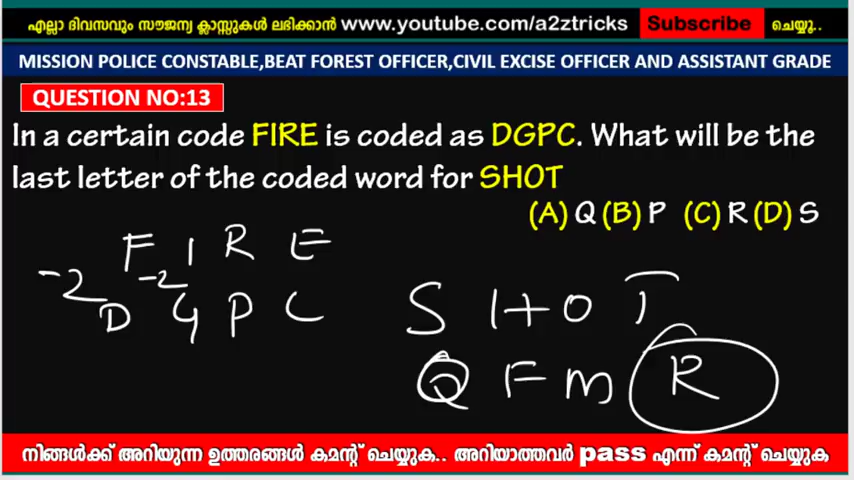 എല്ലാ ദിവസവും സൗജന്യ ക്ലാസ്സുകൾ ലഭിക്കാൻ www.youtube.com/a2ztricks Subscribe ചെയ്യൂ..
MISSION POLICE CONSTABLE,BEAT FOREST OFFICER,CIVIL EXCISE OFFICER AND ASSISTANT GRADE
QUESTION NO:13
In a certain code FIRE is coded as DGPC. What will be the
last letter of the coded word for SHOT
(A) Q (B) P (C) R (D) S
F I R E
-2 -2
D G P C
S H O T
Q F M R
നിങ്ങൾക്ക് അറിയുന്ന ഉത്തരങ്ങൾ കമന്റ് ചെയ്യുക.. അറിയാത്തവർ pass എന്ന് കമന്റ് ചെയ്യുക